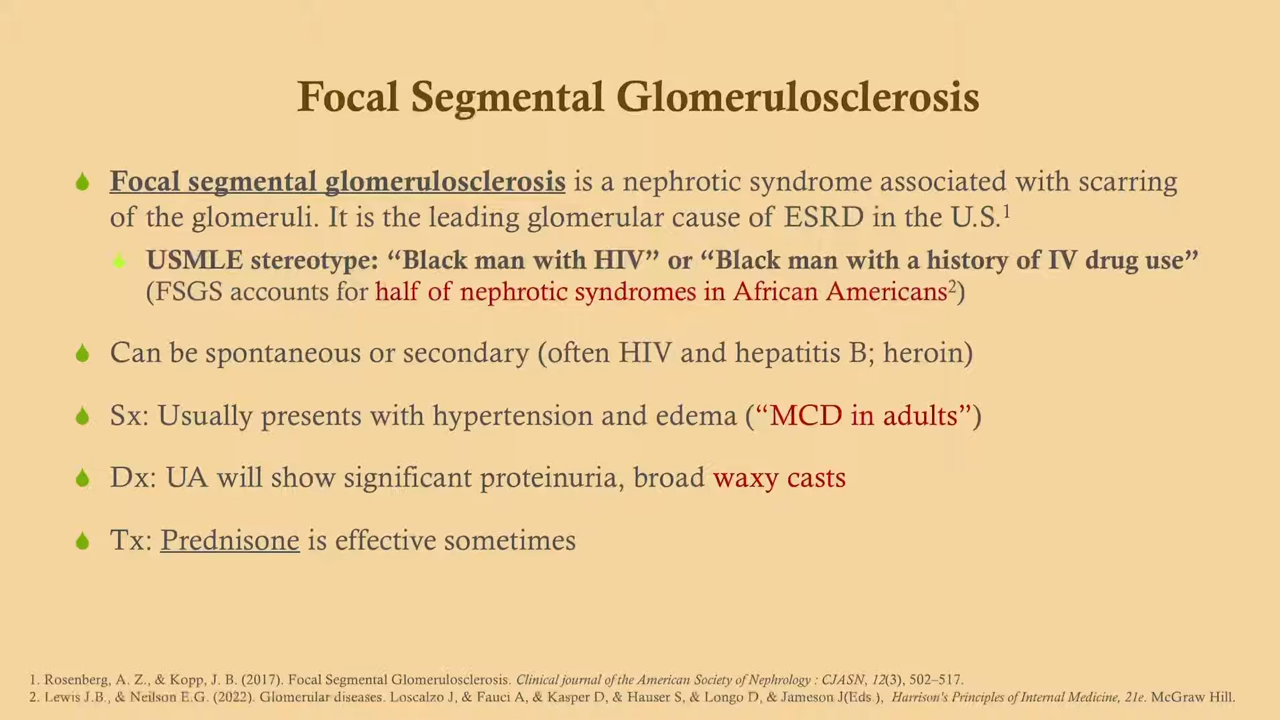 Focal Segmental Glomerulosclerosis
Focal segmental glomerulosclerosis is a nephrotic syndrome associated with scarring
of the glomeruli. It is the leading glomerular cause of ESRD in the U.S.¹
USMLE stereotype: “Black man with HIV” or “Black man with a history of IV drug use”
(FSGS accounts for half of nephrotic syndromes in African Americans²)
Can be spontaneous or secondary (often HIV and hepatitis B; heroin)
Sx: Usually presents with hypertension and edema (“MCD in adults”)
Dx: UA will show significant proteinuria, broad waxy casts
Tx: Prednisone is effective sometimes
1. Rosenberg, A. Z., & Kopp, J. B. (2017). Focal Segmental Glomerulosclerosis. Clinical journal of the American Society of Nephrology : CJASN, 12(3), 502–517.
2. Lewis J.B., & Neilson E.G. (2022). Glomerular diseases. Loscalzo J, & Fauci A, & Kasper D, & Hauser S, & Longo D, & Jameson J(Eds.), Harrison's Principles of Internal Medicine, 21e. McGraw Hill.